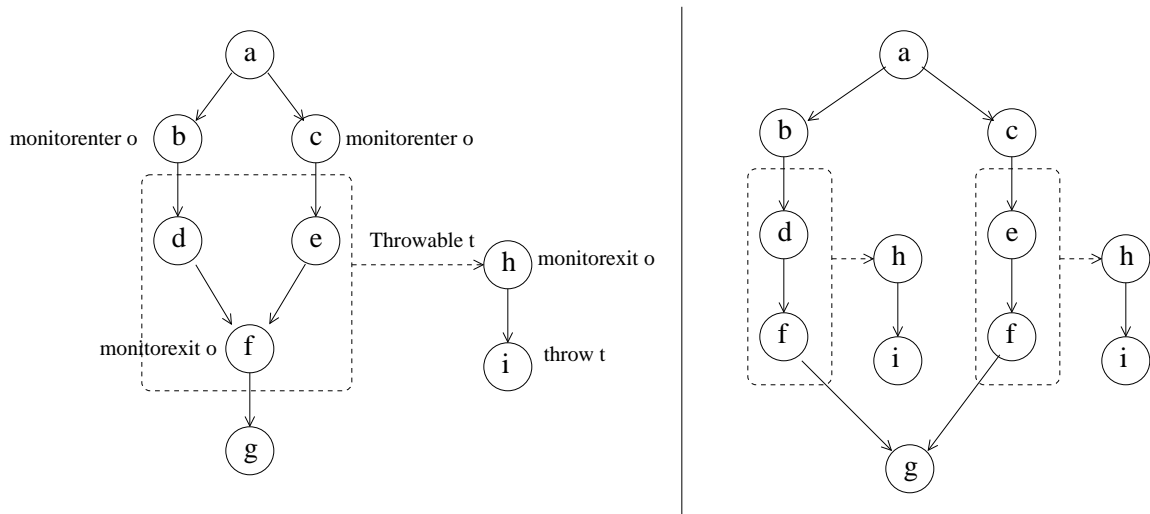 a
monitorenter o
b
c
monitorenter o
d
e
Throwable t
h
monitorexit o
monitorexit o
f
i
throw t
g
a
b
c
d
e
h
h
f
f
i
i
g